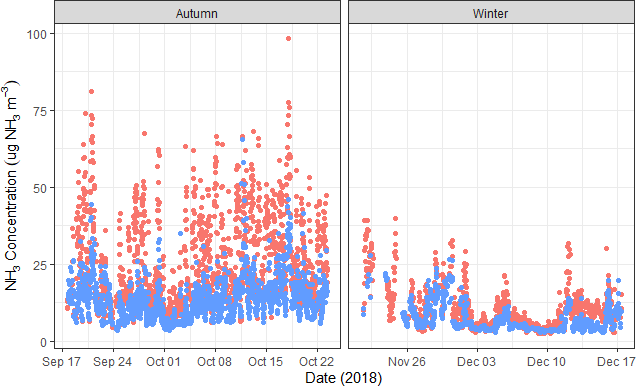 Autumn Winter
NH₃ Concentration (ug NH₃ m⁻³)
100
75
50
25
0
Sep 17 Sep 24 Oct 01 Oct 08 Oct 15 Oct 22 Nov 26 Dec 03 Dec 10 Dec 17
Date (2018)